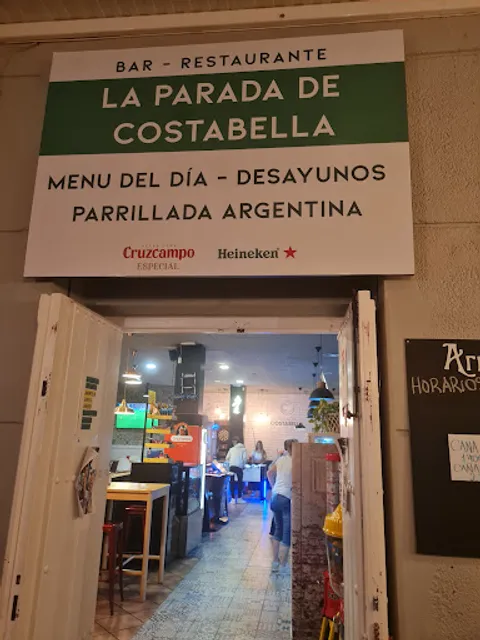 BAR - RESTAURANTE
LA PARADA DE
COSTABELLA
MENU DEL DÍA - DESAYUNOS
PARRILLADA ARGENTINA
Cruzcampo
ESPECIAL
Heineken
HORARIOS